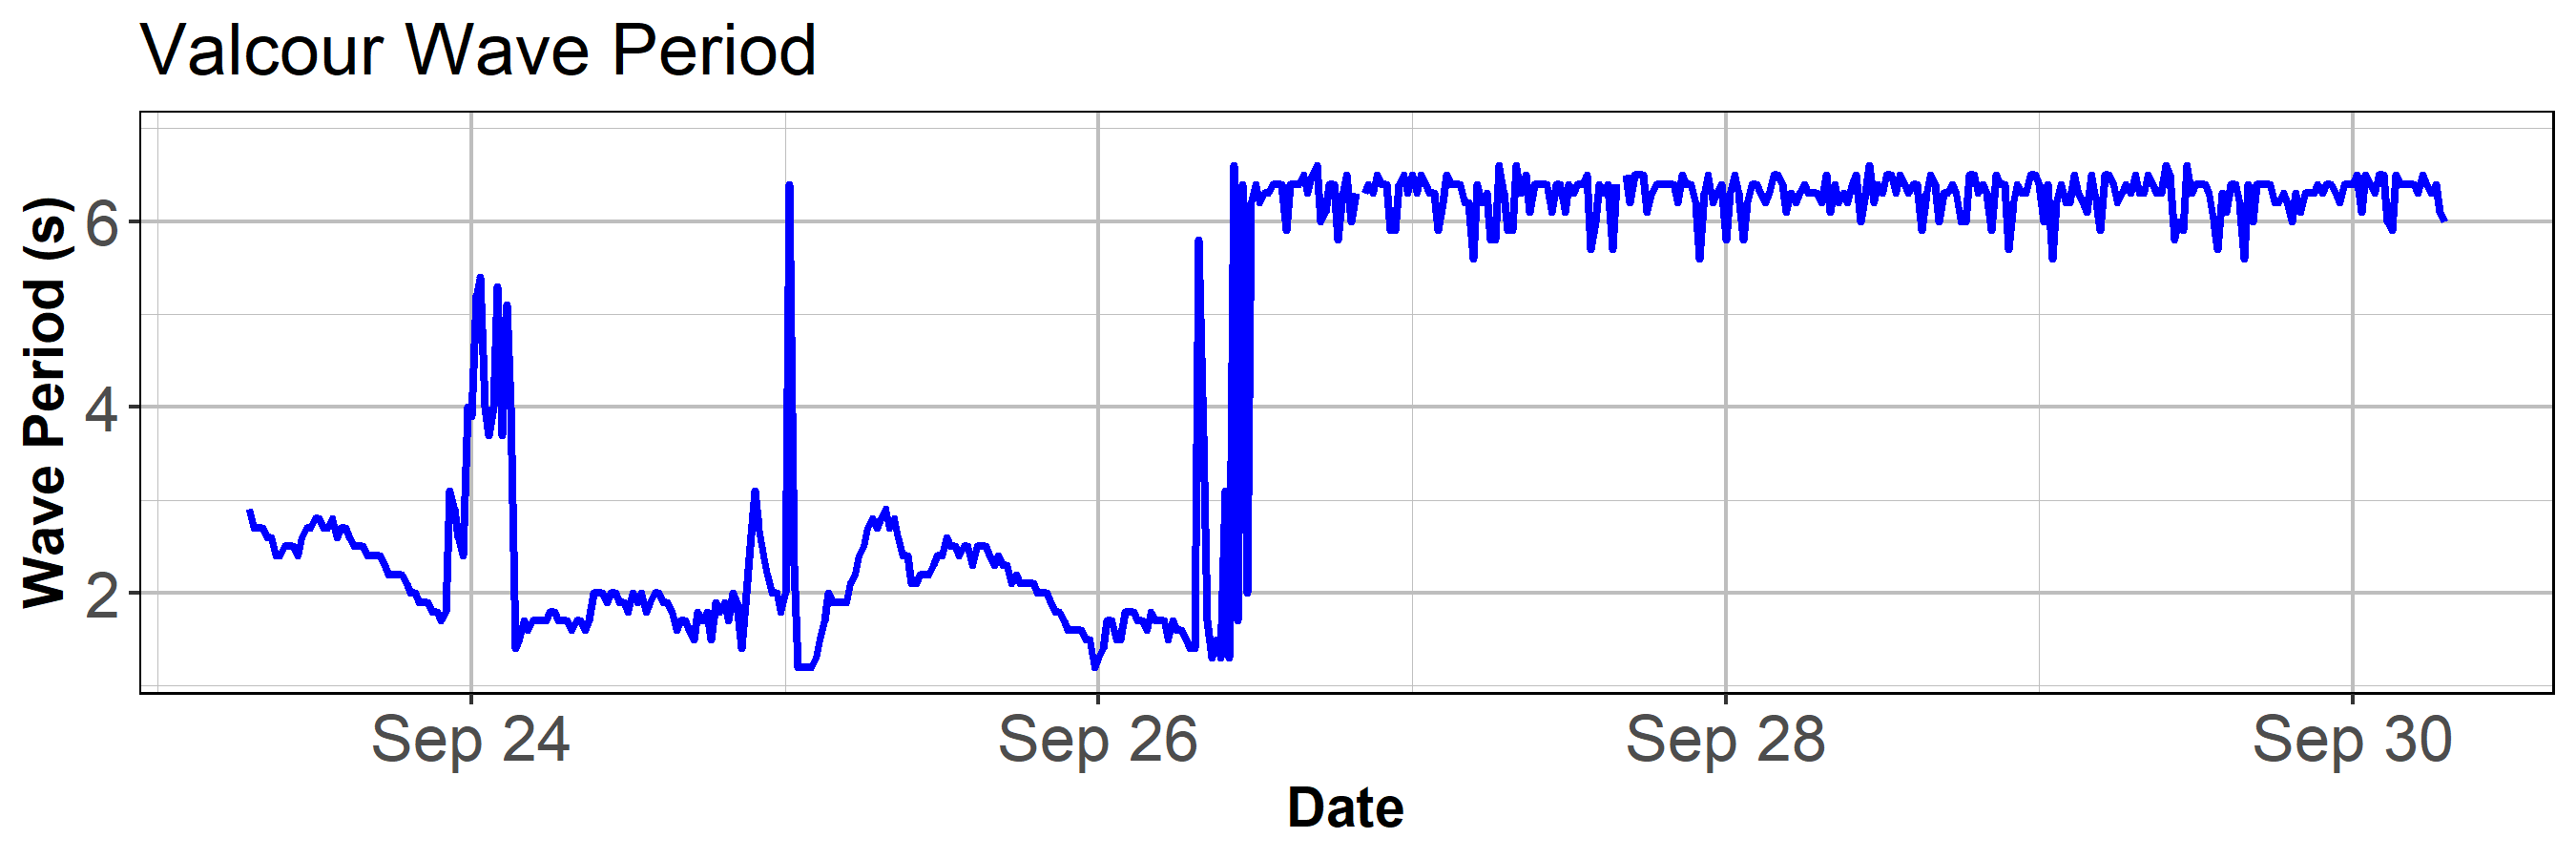 Valcour Wave Period
Wave Period (s)
6
4
2
Sep 24
Sep 26
Sep 28
Sep 30
Date